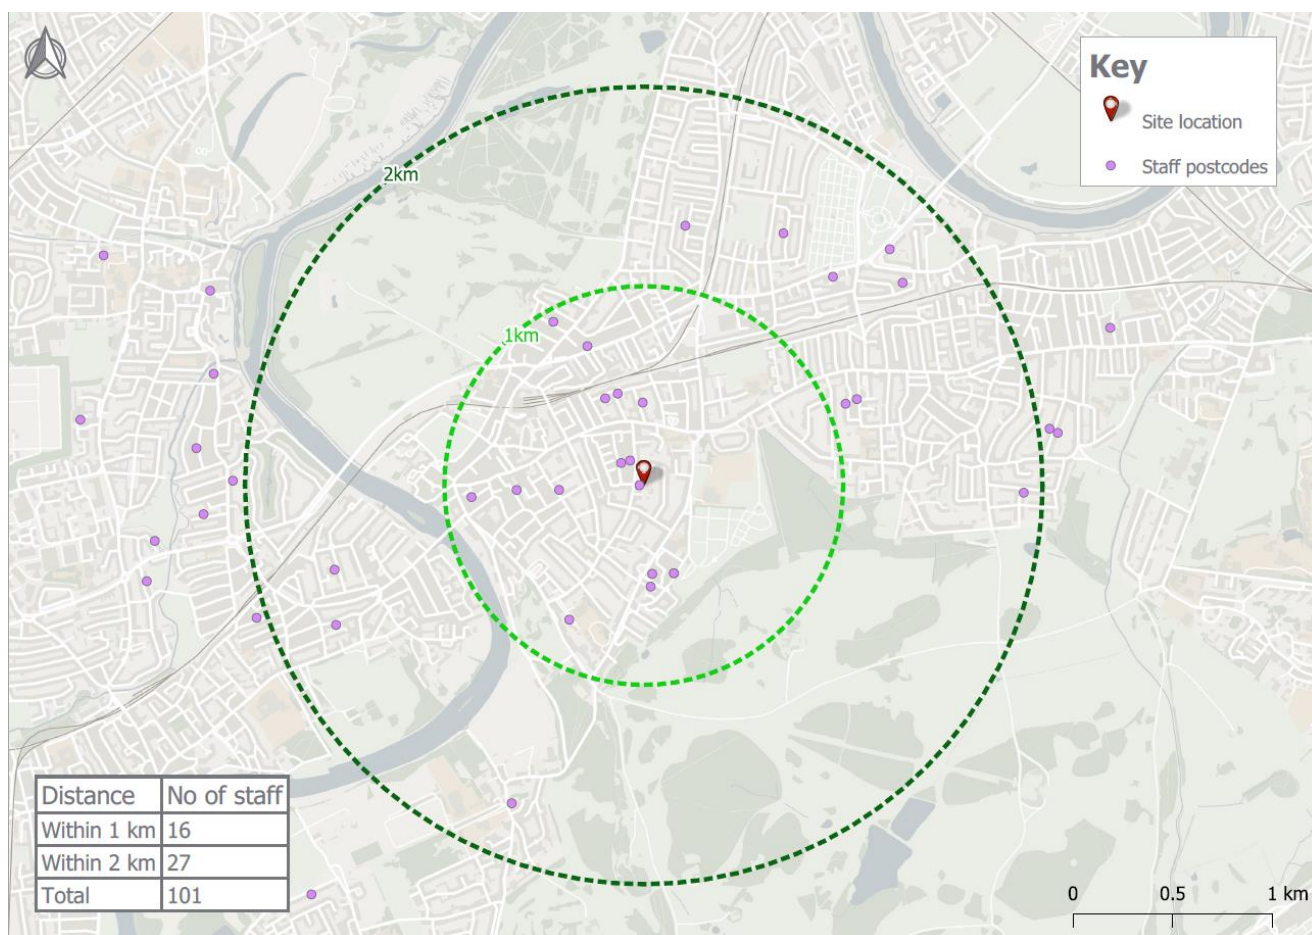 Key
Site location
Staff postcodes
2km
1km
Distance No of staff
Within 1 km 16
Within 2 km 27
Total 101
0 0.5 1 km